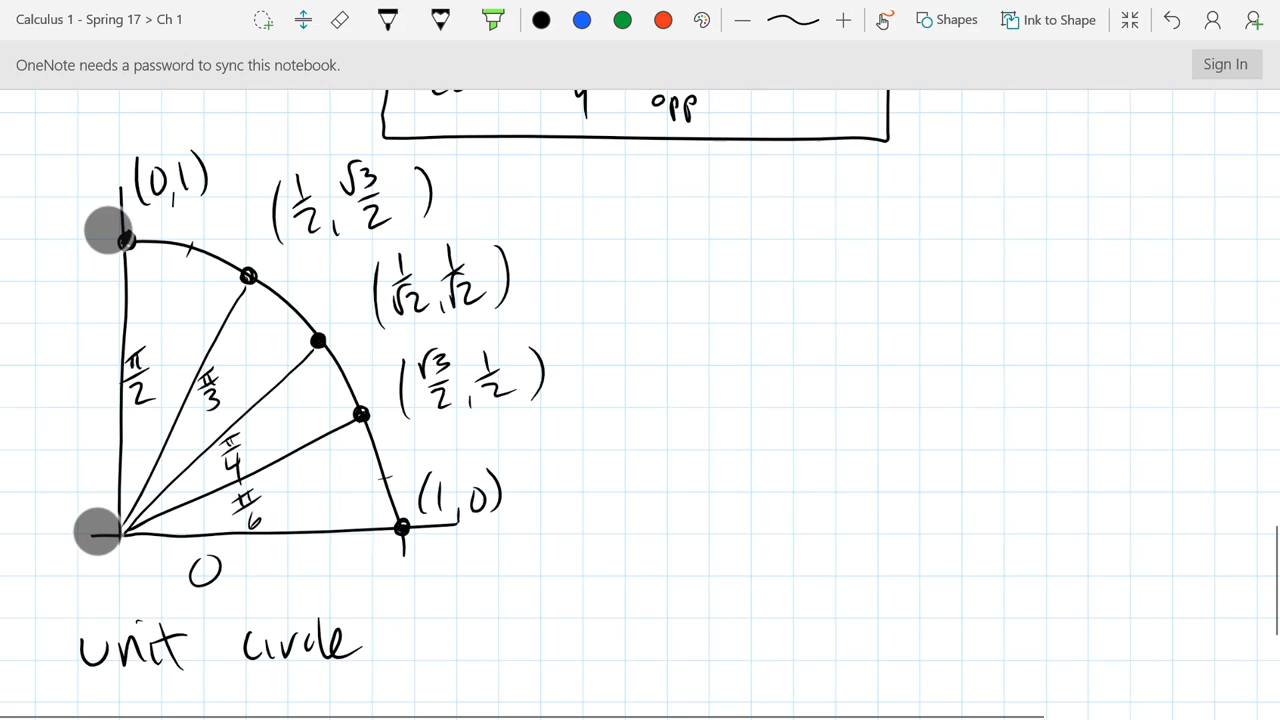 Calculus 1 - Spring 17 > Ch 1
Shapes
Ink to Shape
OneNote needs a password to sync this notebook.
Sign In
4 opp
(0,1)
(1/2, √3/2)
(1/√2, 1/√2)
(√3/2, 1/2)
(1,0)
π/2
π/3
π/4
π/6
0
unit circle